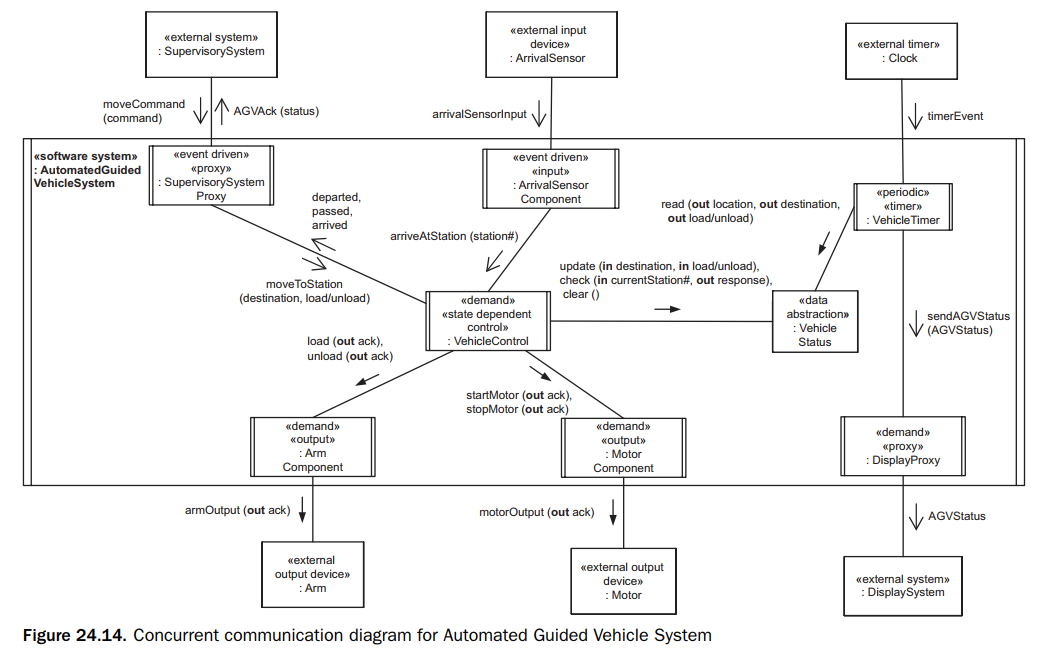 «external system»
: SupervisorySystem
«external input
device»
: ArrivalSensor
«external timer»
: Clock
moveCommand
(command)
AGVAck (status)
arrivalSensorInput
timerEvent
«software system»
: AutomatedGuided
VehicleSystem
«event driven»
«proxy»
: SupervisorySystem
Proxy
«event driven»
«input»
: ArrivalSensor
Component
«periodic»
«timer»
: VehicleTimer
departed,
passed,
arrived
read (out location, out destination,
out load/unload)
arriveAtStation (station#)
moveToStation
(destination, load/unload)
update (in destination, in load/unload),
check (in currentStation#, out response),
clear ()
«demand»
«state dependent
control»
: VehicleControl
«data
abstraction»
: Vehicle
Status
sendAGVStatus
(AGVStatus)
load (out ack),
unload (out ack)
startMotor (out ack),
stopMotor (out ack)
«demand»
«output»
: Arm
Component
«demand»
«output»
: Motor
Component
«demand»
«proxy»
: DisplayProxy
armOutput (out ack)
motorOutput (out ack)
AGVStatus
«external
output device»
: Arm
«external output
device»
: Motor
«external system»
: DisplaySystem
Figure 24.14. Concurrent communication diagram for Automated Guided Vehicle System